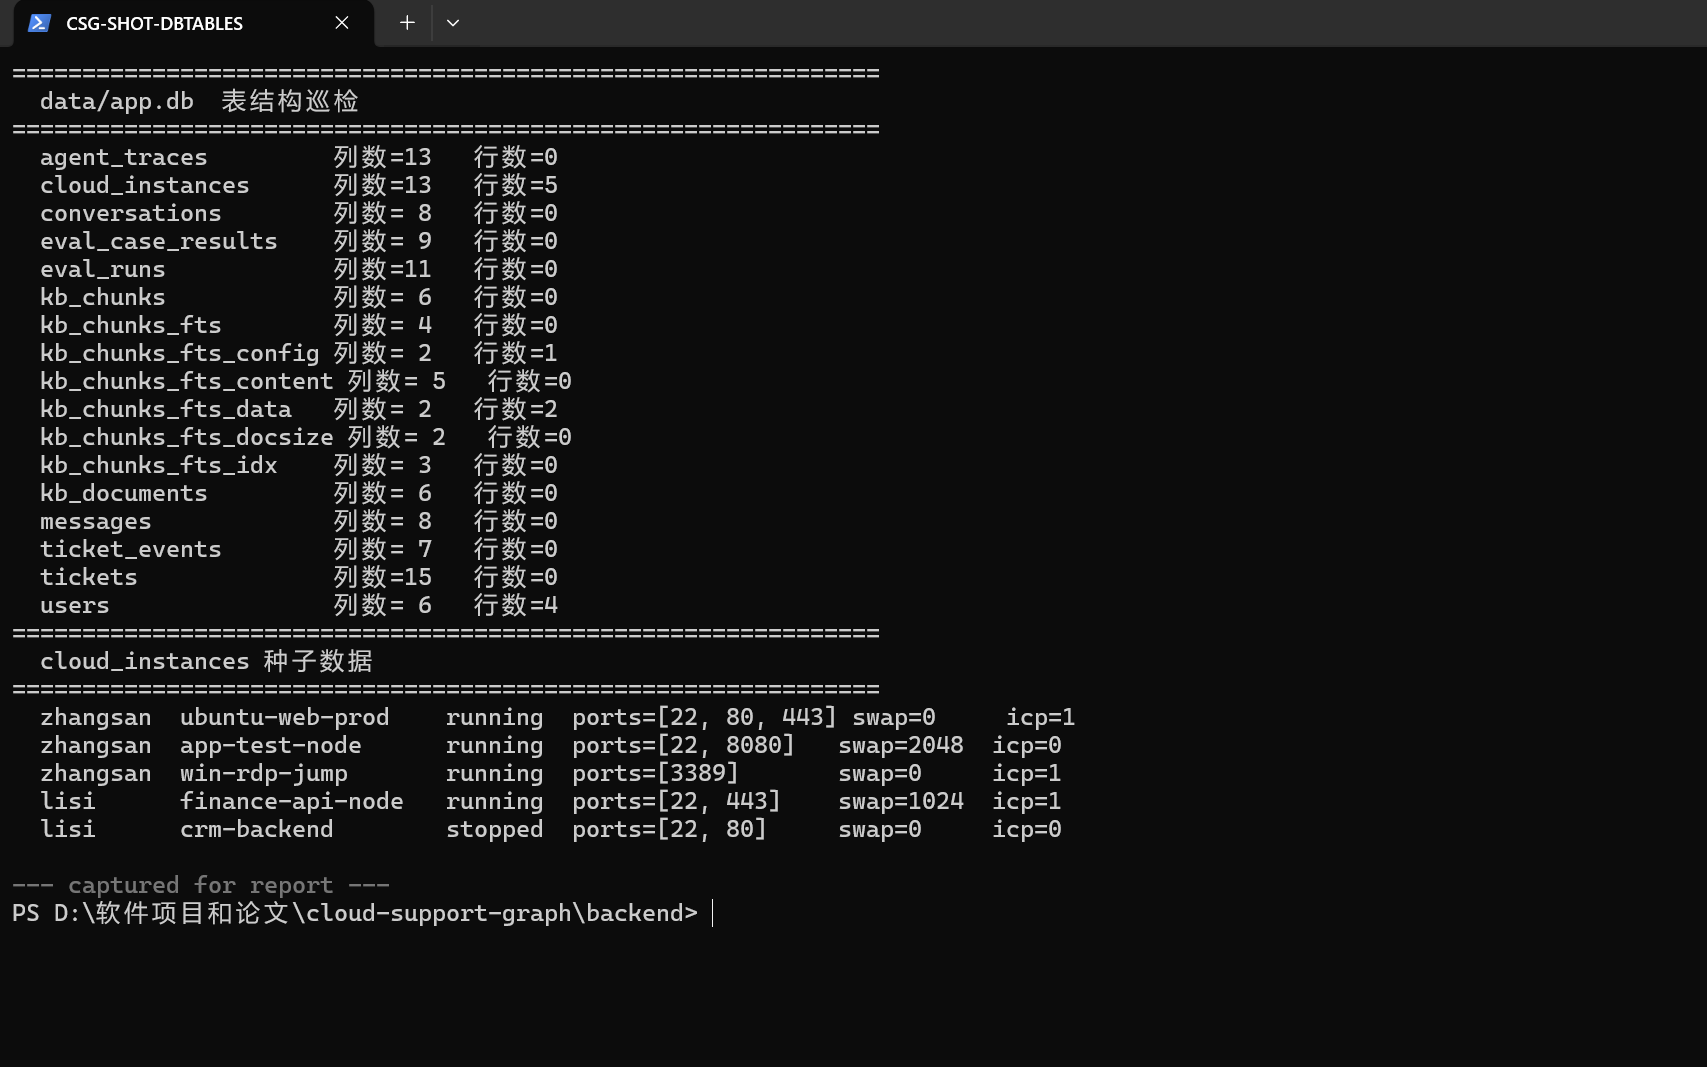 CSG-SHOT-DBTABLES
==============================================================
  data/app.db  表结构巡检
==============================================================
  agent_traces         列数=13   行数=0
  cloud_instances      列数=13   行数=5
  conversations        列数= 8   行数=0
  eval_case_results    列数= 9   行数=0
  eval_runs            列数=11   行数=0
  kb_chunks            列数= 6   行数=0
  kb_chunks_fts        列数= 4   行数=0
  kb_chunks_fts_config 列数= 2   行数=1
  kb_chunks_fts_content 列数= 5   行数=0
  kb_chunks_fts_data   列数= 2   行数=2
  kb_chunks_fts_docsize 列数= 2   行数=0
  kb_chunks_fts_idx    列数= 3   行数=0
  kb_documents         列数= 6   行数=0
  messages             列数= 8   行数=0
  ticket_events        列数= 7   行数=0
  tickets              列数=15   行数=0
  users                列数= 6   行数=4
==============================================================
  cloud_instances 种子数据
==============================================================
  zhangsan  ubuntu-web-prod    running  ports=[22, 80, 443] swap=0     icp=1
  zhangsan  app-test-node      running  ports=[22, 8080]   swap=2048  icp=0
  zhangsan  win-rdp-jump       running  ports=[3389]       swap=0     icp=1
  lisi      finance-api-node   running  ports=[22, 443]    swap=1024  icp=1
  lisi      crm-backend        stopped  ports=[22, 80]     swap=0     icp=0
--- captured for report ---
PS D:\软件项目和论文\cloud-support-graph\backend>